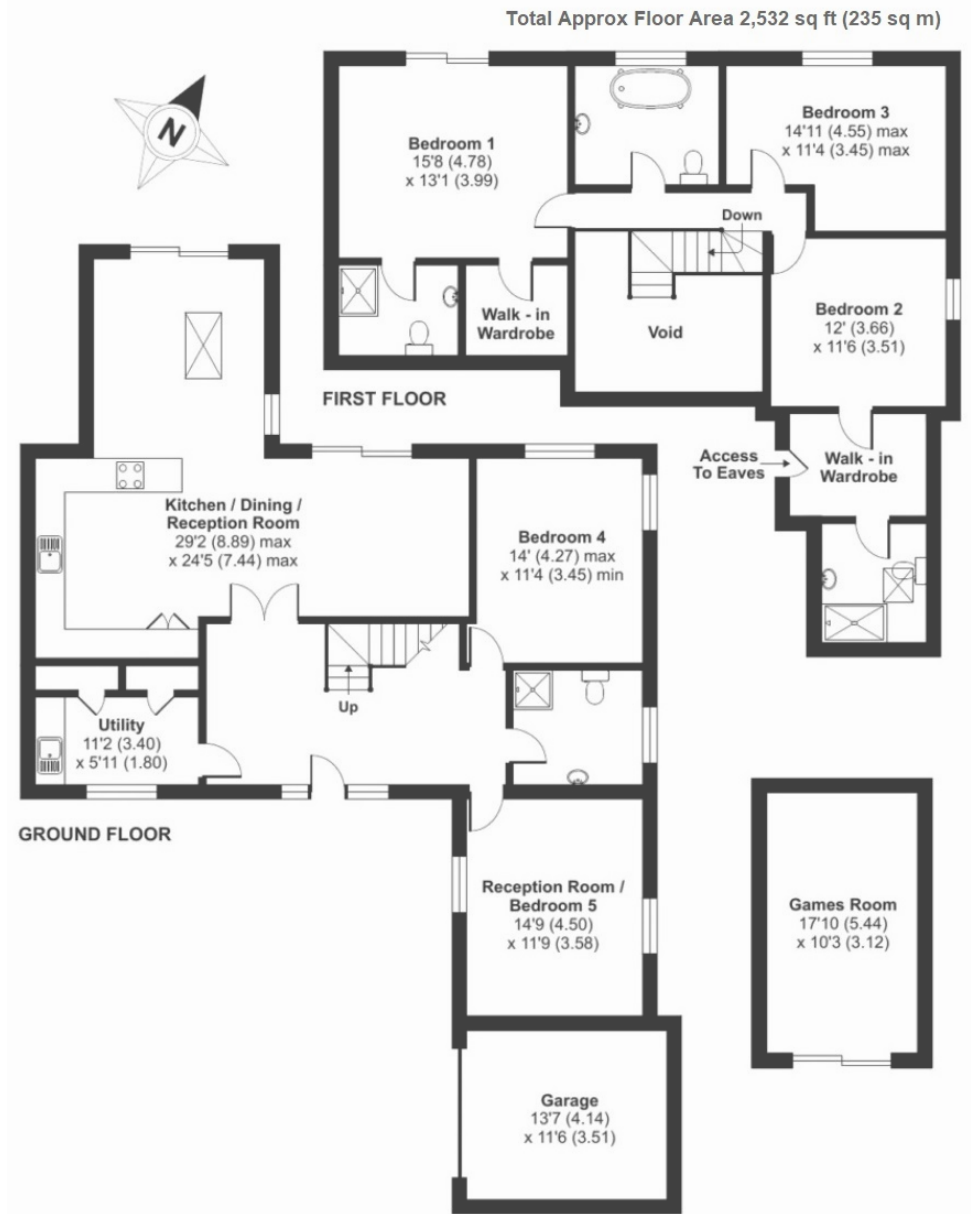 Total Approx Floor Area 2,532 sq ft (235 sq m)
N
Bedroom 1
15'8 (4.78)
x 13'1 (3.99)
Bedroom 3
14'11 (4.55) max
x 11'4 (3.45) max
Down
Walk - in
Wardrobe
Void
Bedroom 2
12' (3.66)
x 11'6 (3.51)
FIRST FLOOR
Access
To Eaves
Walk - in
Wardrobe
Kitchen / Dining /
Reception Room
29'2 (8.89) max
x 24'5 (7.44) max
Bedroom 4
14' (4.27) max
x 11'4 (3.45) min
Up
Utility
11'2 (3.40)
x 5'11 (1.80)
GROUND FLOOR
Reception Room /
Bedroom 5
14'9 (4.50)
x 11'9 (3.58)
Games Room
17'10 (5.44)
x 10'3 (3.12)
Garage
13'7 (4.14)
x 11'6 (3.51)